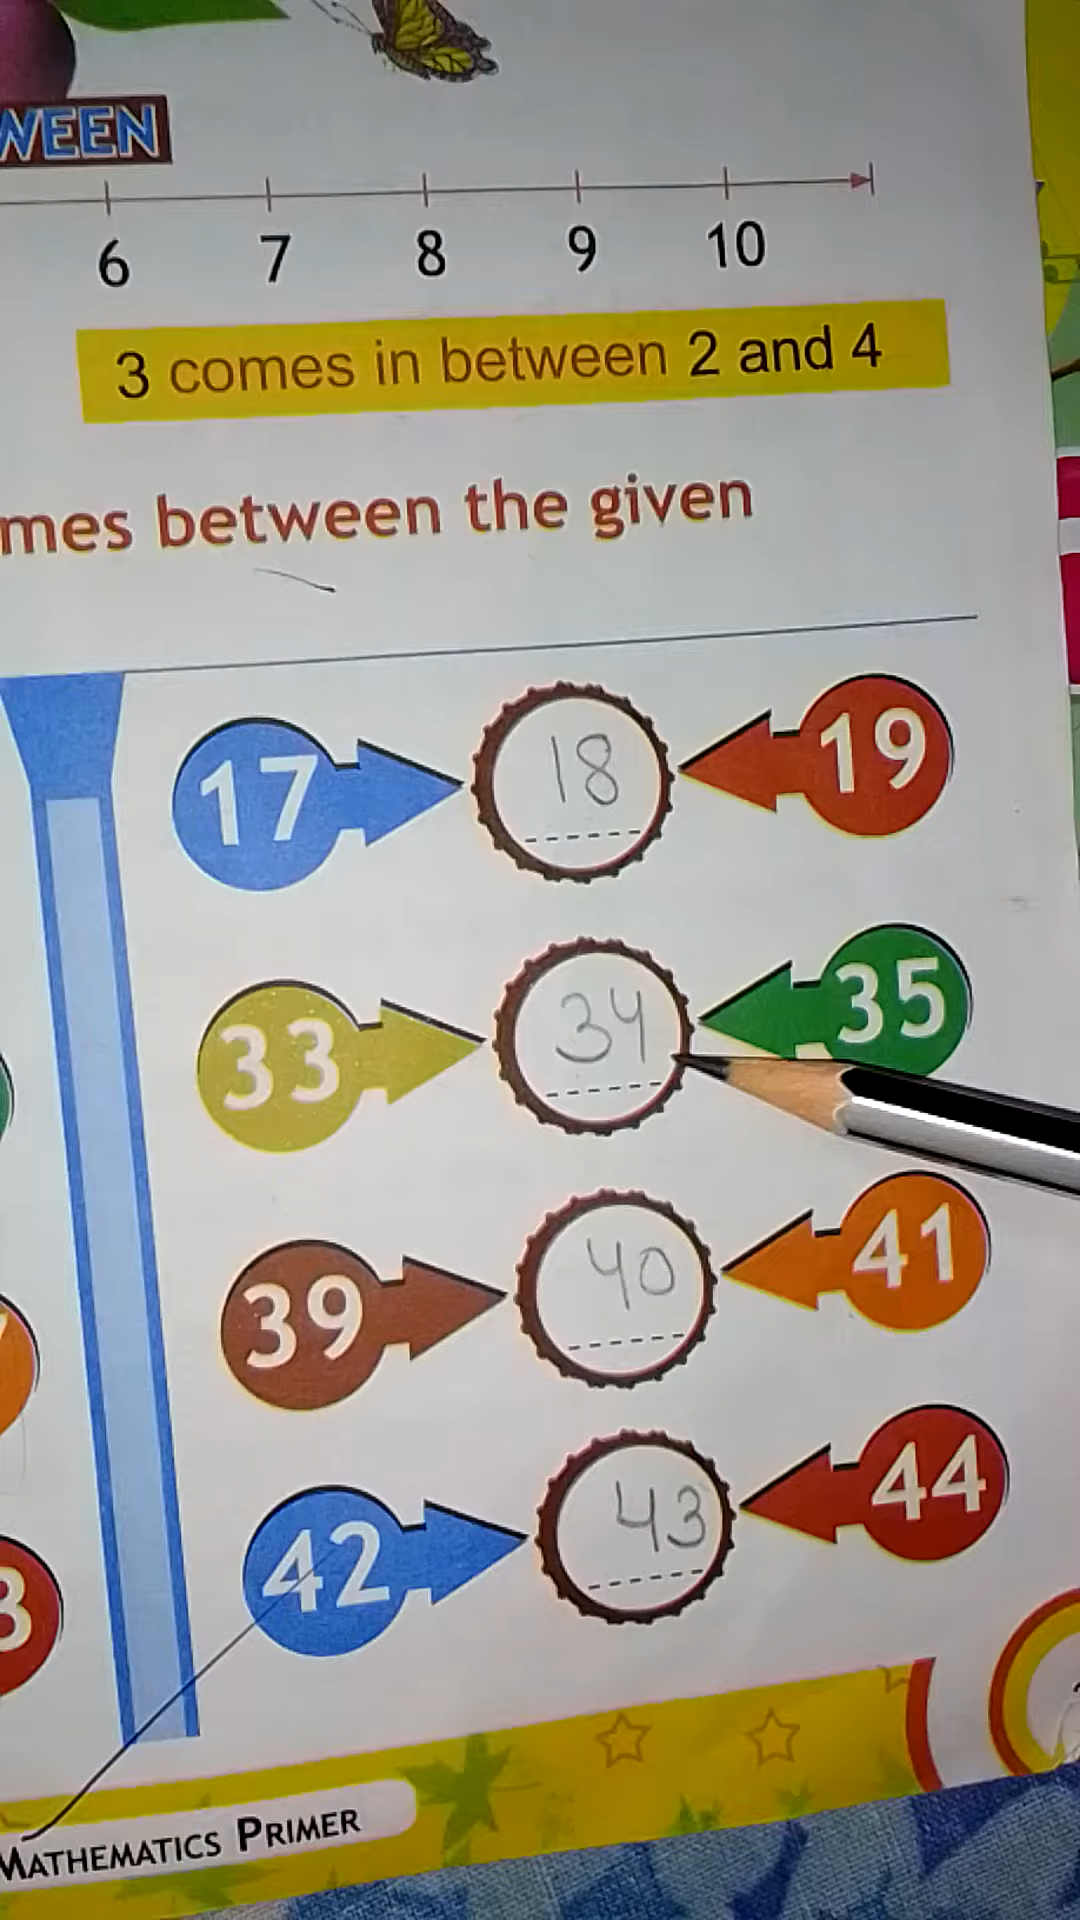 WEEN
6 7 8 9 10
3 comes in between 2 and 4
mes between the given
17 18 19
33 34 35
39 40 41
42 43 44
3
MATHEMATICS PRIMER